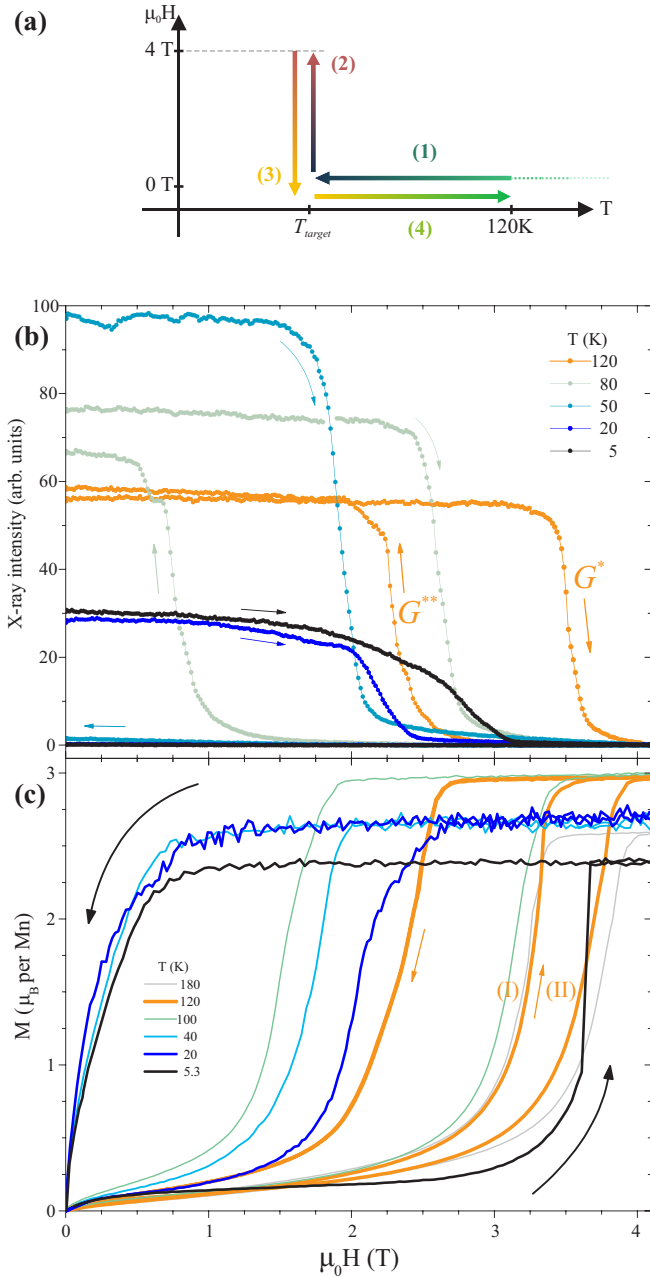 (a)
μ₀H
4 T
(2)
(1)
(3)
0 T
T
T_target
120K
(4)
(b)
100
80
60
40
20
0
X-ray intensity (arb. units)
T (K)
120
80
50
20
5
G**
G*
(c)
3
2
1
0
M (μ_B per Mn)
T (K)
180
120
100
40
20
5.3
(I)
(II)
0
1
2
3
4
μ₀H (T)